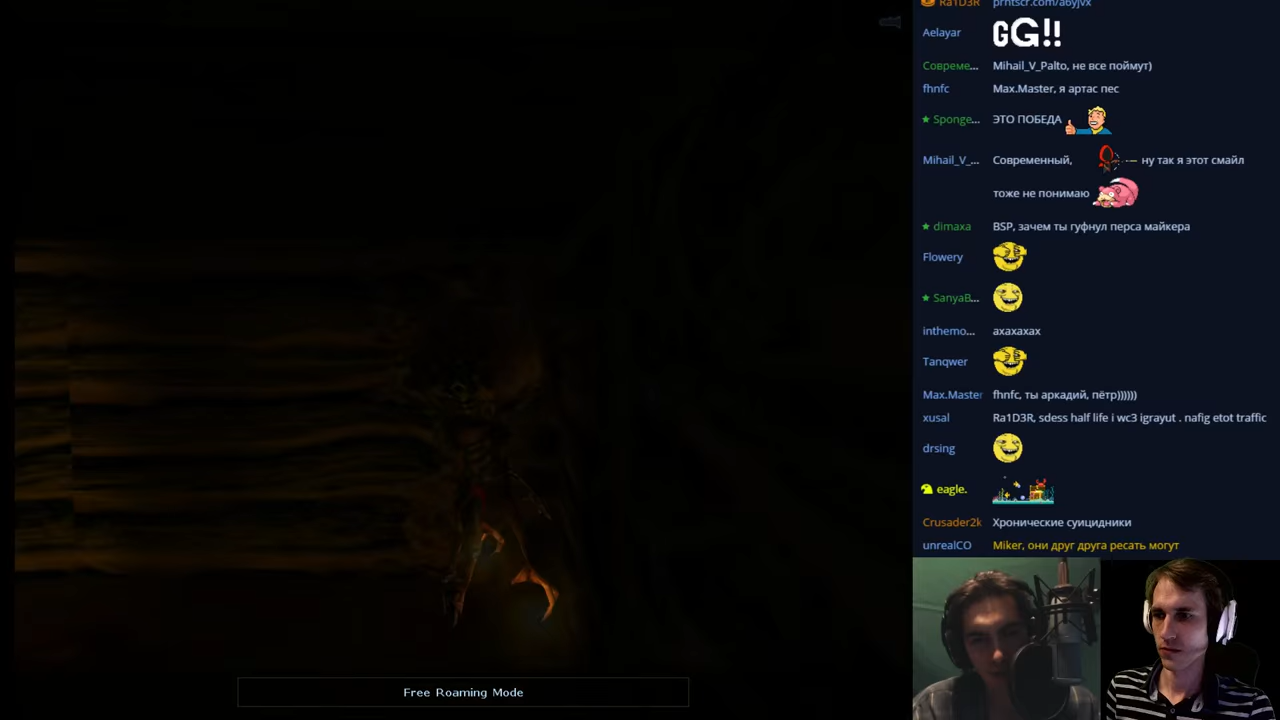 Ra1D3R prntscr.com/a6yjvx
Aelayar GG!!
Совреме... Mihail_V_Palto, не все поймут)
fhnfc Max.Master, я артас пес
Sponge... ЭТО ПОБЕДА
Mihail_V_... Современный, — ну так я этот смайл
тоже не понимаю
dimaxa BSP, зачем ты гуфнул перса майкера
Flowery
SanyaB...
inthemo... ахахахах
Tanqwer
Max.Master fhnfc, ты аркадий, пётр))))))
xusal Ra1D3R, sdess half life i wc3 igrayut . nafig etot traffic
drsing
eagle.
Crusader2k Хронические суицидники
unrealCO Miker, они друг друга ресать могут
Free Roaming Mode